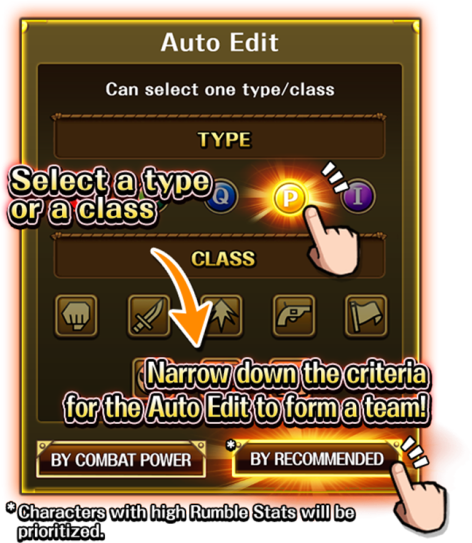 Auto Edit
Can select one type/class
TYPE
Select a type
or a class
Q
P
I
CLASS
Narrow down the criteria
for the Auto Edit to form a team!
BY COMBAT POWER
* BY RECOMMENDED
* Characters with high Rumble Stats will be
prioritized.